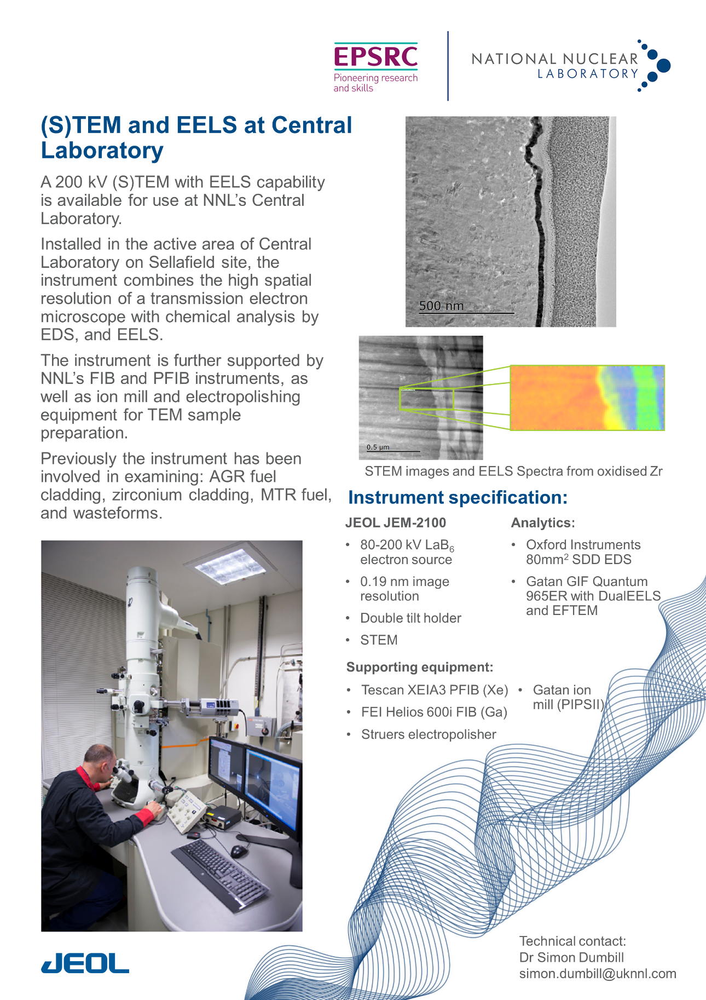 EPSRC
Pioneering research
and skills
NATIONAL NUCLEAR
LABORATORY
(S)TEM and EELS at Central
Laboratory
A 200 kV (S)TEM with EELS capability
is available for use at NNL’s Central
Laboratory.
Installed in the active area of Central
Laboratory on Sellafield site, the
instrument combines the high spatial
resolution of a transmission electron
microscope with chemical analysis by
EDS, and EELS.
The instrument is further supported by
NNL’s FIB and PFIB instruments, as
well as ion mill and electropolishing
equipment for TEM sample
preparation.
Previously the instrument has been
involved in examining: AGR fuel
cladding, zirconium cladding, MTR fuel,
and wasteforms.
500 nm
0.5 µm
STEM images and EELS Spectra from oxidised Zr
Instrument specification:
JEOL JEM-2100
• 80-200 kV LaB₆
electron source
• 0.19 nm image
resolution
• Double tilt holder
• STEM
Analytics:
• Oxford Instruments
80mm² SDD EDS
• Gatan GIF Quantum
965ER with DualEELS
and EFTEM
Supporting equipment:
• Tescan XEIA3 PFIB (Xe)
• FEI Helios 600i FIB (Ga)
• Struers electropolisher
• Gatan ion
mill (PIPSII)
JEOL
Technical contact:
Dr Simon Dumbill
simon.dumbill@uknnl.com